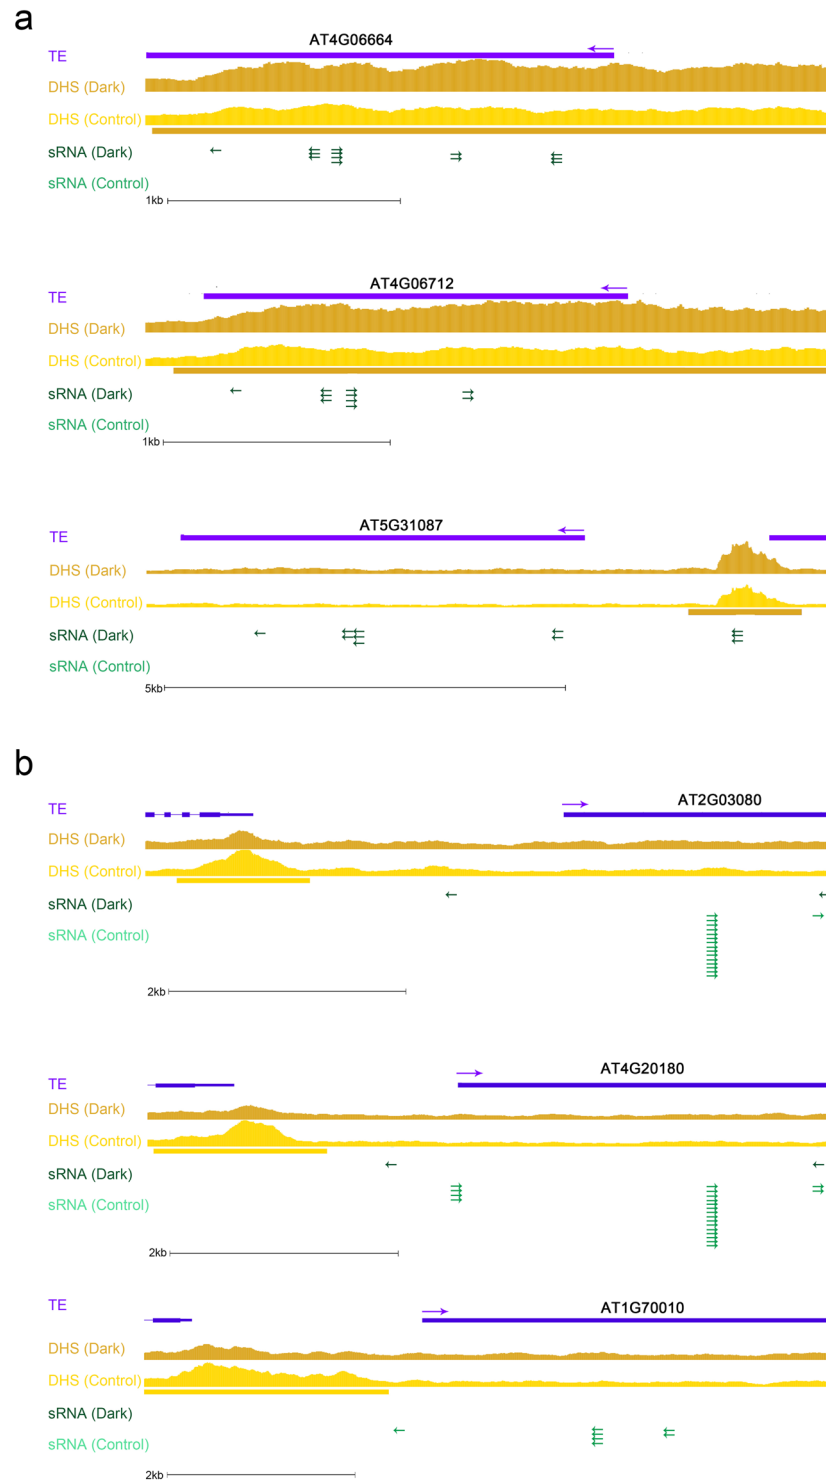 a
AT4G06664
TE
DHS (Dark)
DHS (Control)
sRNA (Dark)
sRNA (Control)
1kb
AT4G06712
TE
DHS (Dark)
DHS (Control)
sRNA (Dark)
sRNA (Control)
1kb
AT5G31087
TE
DHS (Dark)
DHS (Control)
sRNA (Dark)
sRNA (Control)
5kb
b
AT2G03080
TE
DHS (Dark)
DHS (Control)
sRNA (Dark)
sRNA (Control)
2kb
AT4G20180
TE
DHS (Dark)
DHS (Control)
sRNA (Dark)
sRNA (Control)
2kb
TE
AT1G70010
DHS (Dark)
DHS (Control)
sRNA (Dark)
sRNA (Control)
2kb